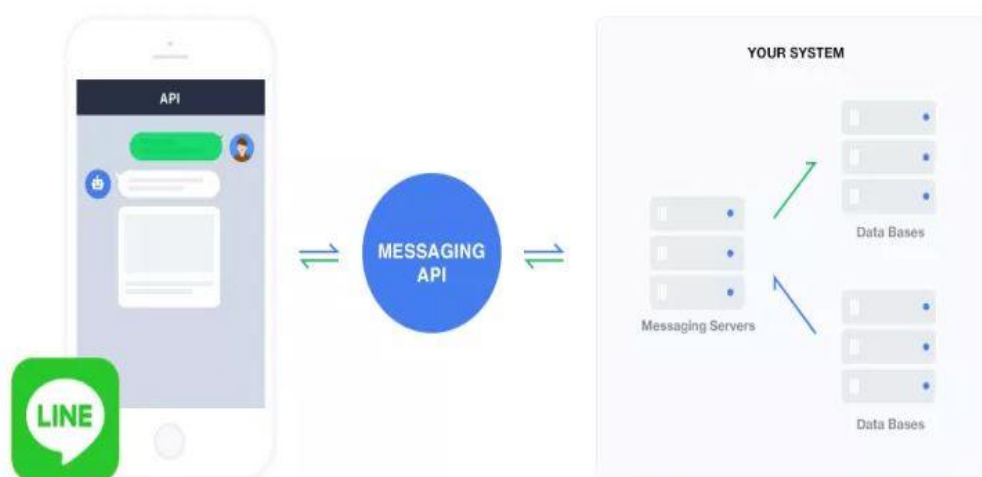 YOUR SYSTEM
API
MESSAGING
API
Data Bases
Messaging Servers
LINE
Data Bases